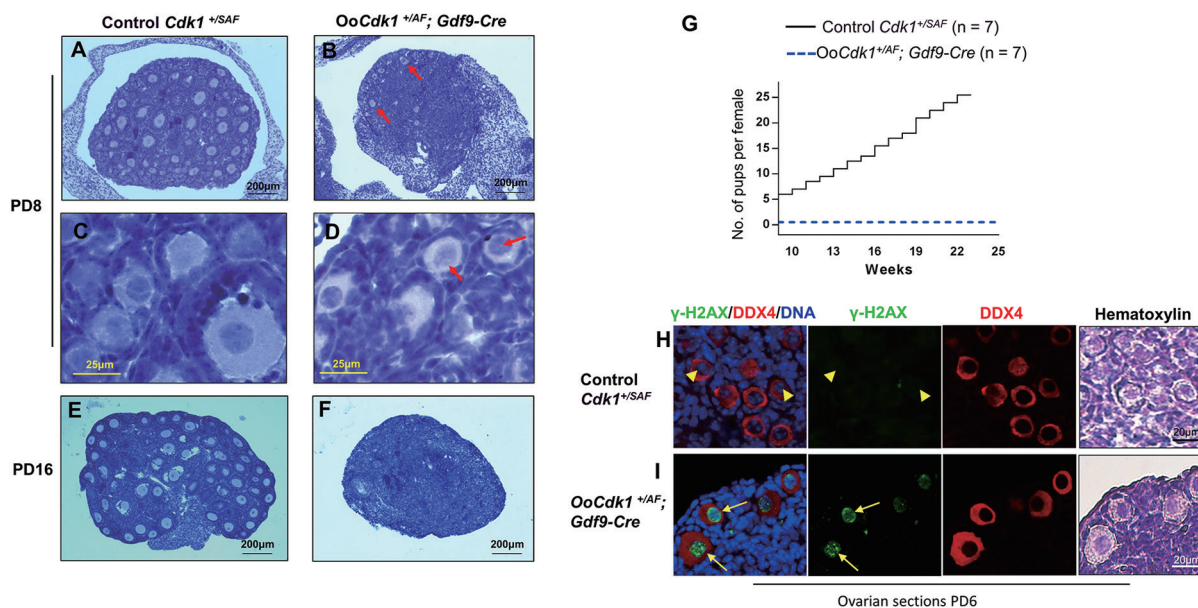 Control Cdk1 +/SAF
OoCdk1 +/AF; Gdf9-Cre
PD8
A
200µm
B
200µm
C
25µm
D
25µm
PD16
E
200µm
F
200µm
G
Control Cdk1+/SAF (n = 7)
OoCdk1+/AF; Gdf9-Cre (n = 7)
No. of pups per female
25
20
15
10
5
0
10 13 16 19 22 25
Weeks
γ-H2AX/DDX4/DNA
γ-H2AX
DDX4
Hematoxylin
H
Control
Cdk1+/SAF
20µm
I
OoCdk1 +/AF;
Gdf9-Cre
20µm
Ovarian sections PD6